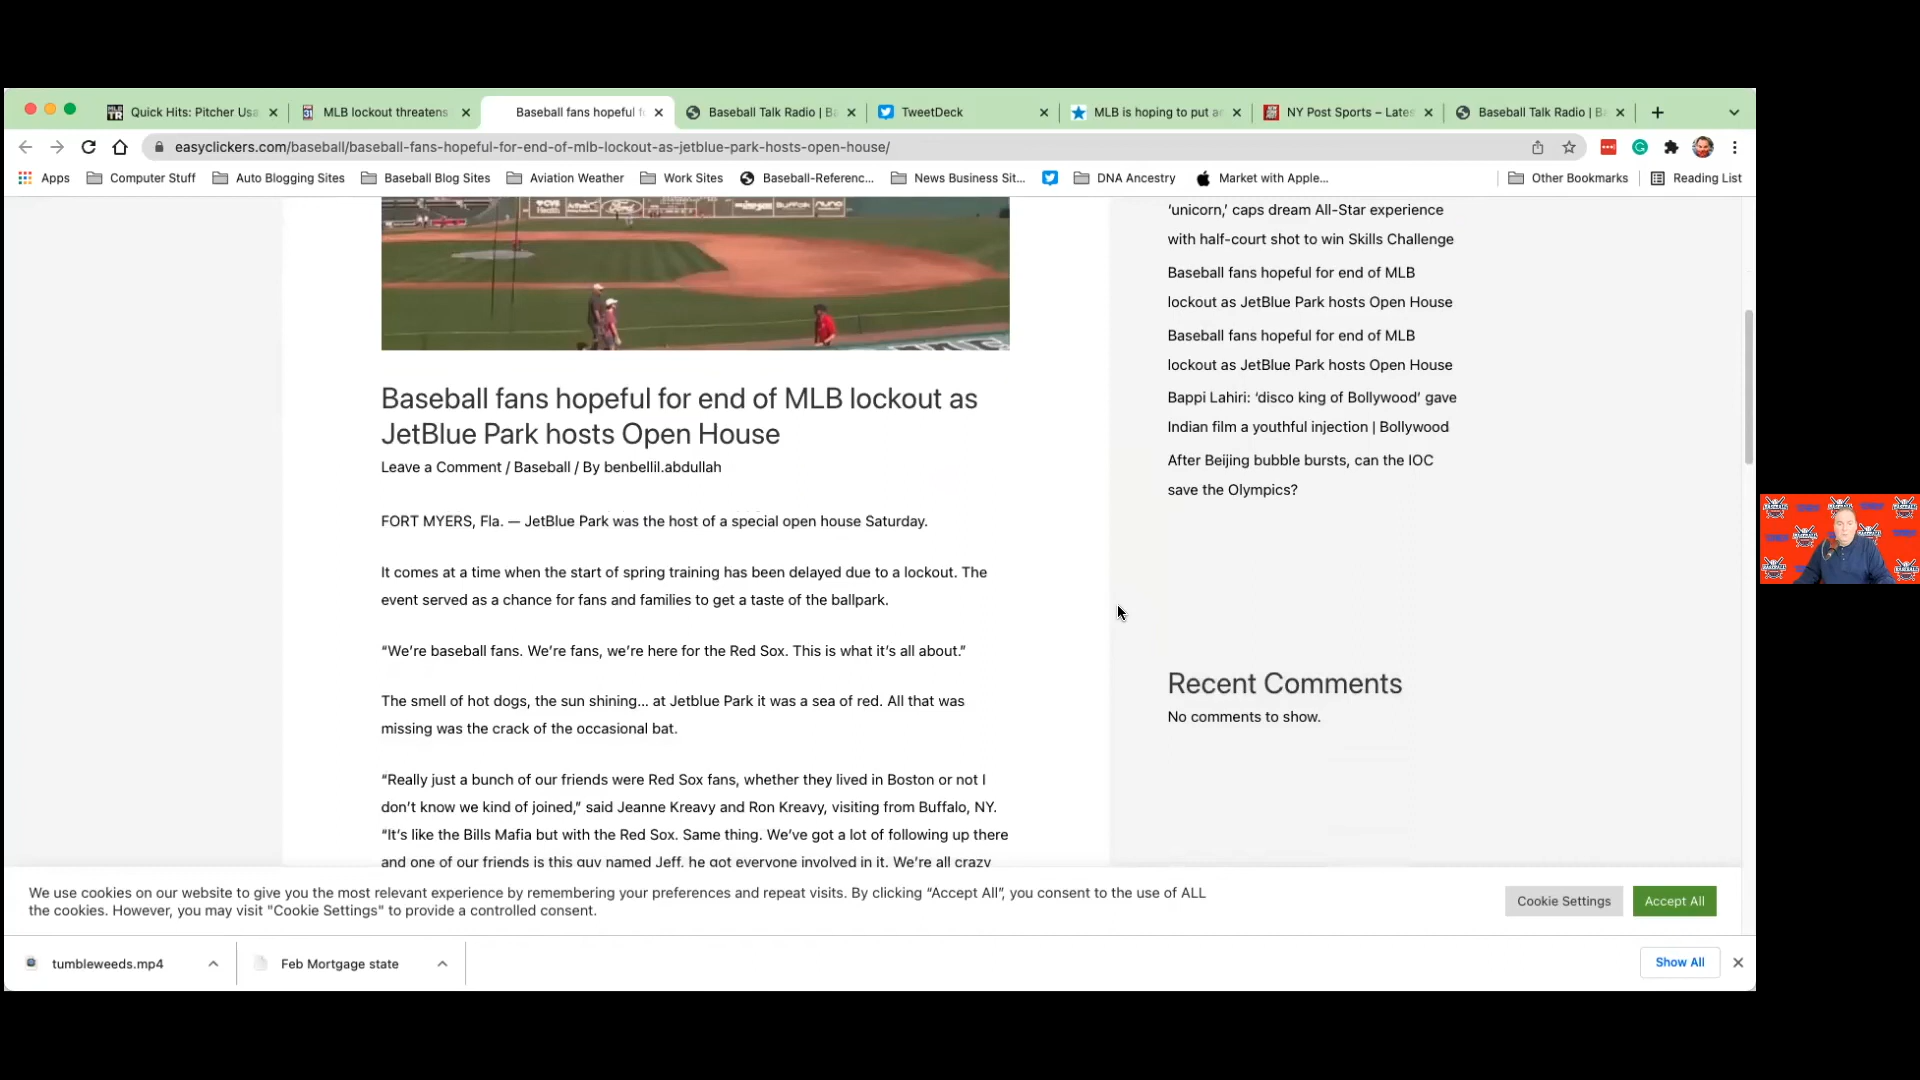 Quick Hits: Pitcher Usa
MLB lockout threatens
Baseball fans hopeful f
Baseball Talk Radio | Ba
TweetDeck
MLB is hoping to put ac
NY Post Sports – Lates
Baseball Talk Radio | Ba
easyclickers.com/baseball/baseball-fans-hopeful-for-end-of-mlb-lockout-as-jetblue-park-hosts-open-house/
Apps
Computer Stuff
Auto Blogging Sites
Baseball Blog Sites
Aviation Weather
Work Sites
Baseball-Referenc...
News Business Sit...
DNA Ancestry
Market with Apple...
Other Bookmarks
Reading List
Ford
Baseball fans hopeful for end of MLB lockout as
JetBlue Park hosts Open House
Leave a Comment / Baseball / By benbellil.abdullah
FORT MYERS, Fla. — JetBlue Park was the host of a special open house Saturday.
It comes at a time when the start of spring training has been delayed due to a lockout. The
event served as a chance for fans and families to get a taste of the ballpark.
“We’re baseball fans. We’re fans, we’re here for the Red Sox. This is what it’s all about.”
The smell of hot dogs, the sun shining... at Jetblue Park it was a sea of red. All that was
missing was the crack of the occasional bat.
“Really just a bunch of our friends were Red Sox fans, whether they lived in Boston or not I
don’t know we kind of joined,” said Jeanne Kreavy and Ron Kreavy, visiting from Buffalo, NY.
“It’s like the Bills Mafia but with the Red Sox. Same thing. We’ve got a lot of following up there
and one of our friends is this guy named Jeff, he got everyone involved in it. We’re all crazy
‘unicorn,’ caps dream All-Star experience
with half-court shot to win Skills Challenge
Baseball fans hopeful for end of MLB
lockout as JetBlue Park hosts Open House
Baseball fans hopeful for end of MLB
lockout as JetBlue Park hosts Open House
Bappi Lahiri: ‘disco king of Bollywood’ gave
Indian film a youthful injection | Bollywood
After Beijing bubble bursts, can the IOC
save the Olympics?
Recent Comments
No comments to show.
We use cookies on our website to give you the most relevant experience by remembering your preferences and repeat visits. By clicking “Accept All”, you consent to the use of ALL
the cookies. However, you may visit "Cookie Settings" to provide a controlled consent.
Cookie Settings
Accept All
tumbleweeds.mp4
Feb Mortgage state
Show All